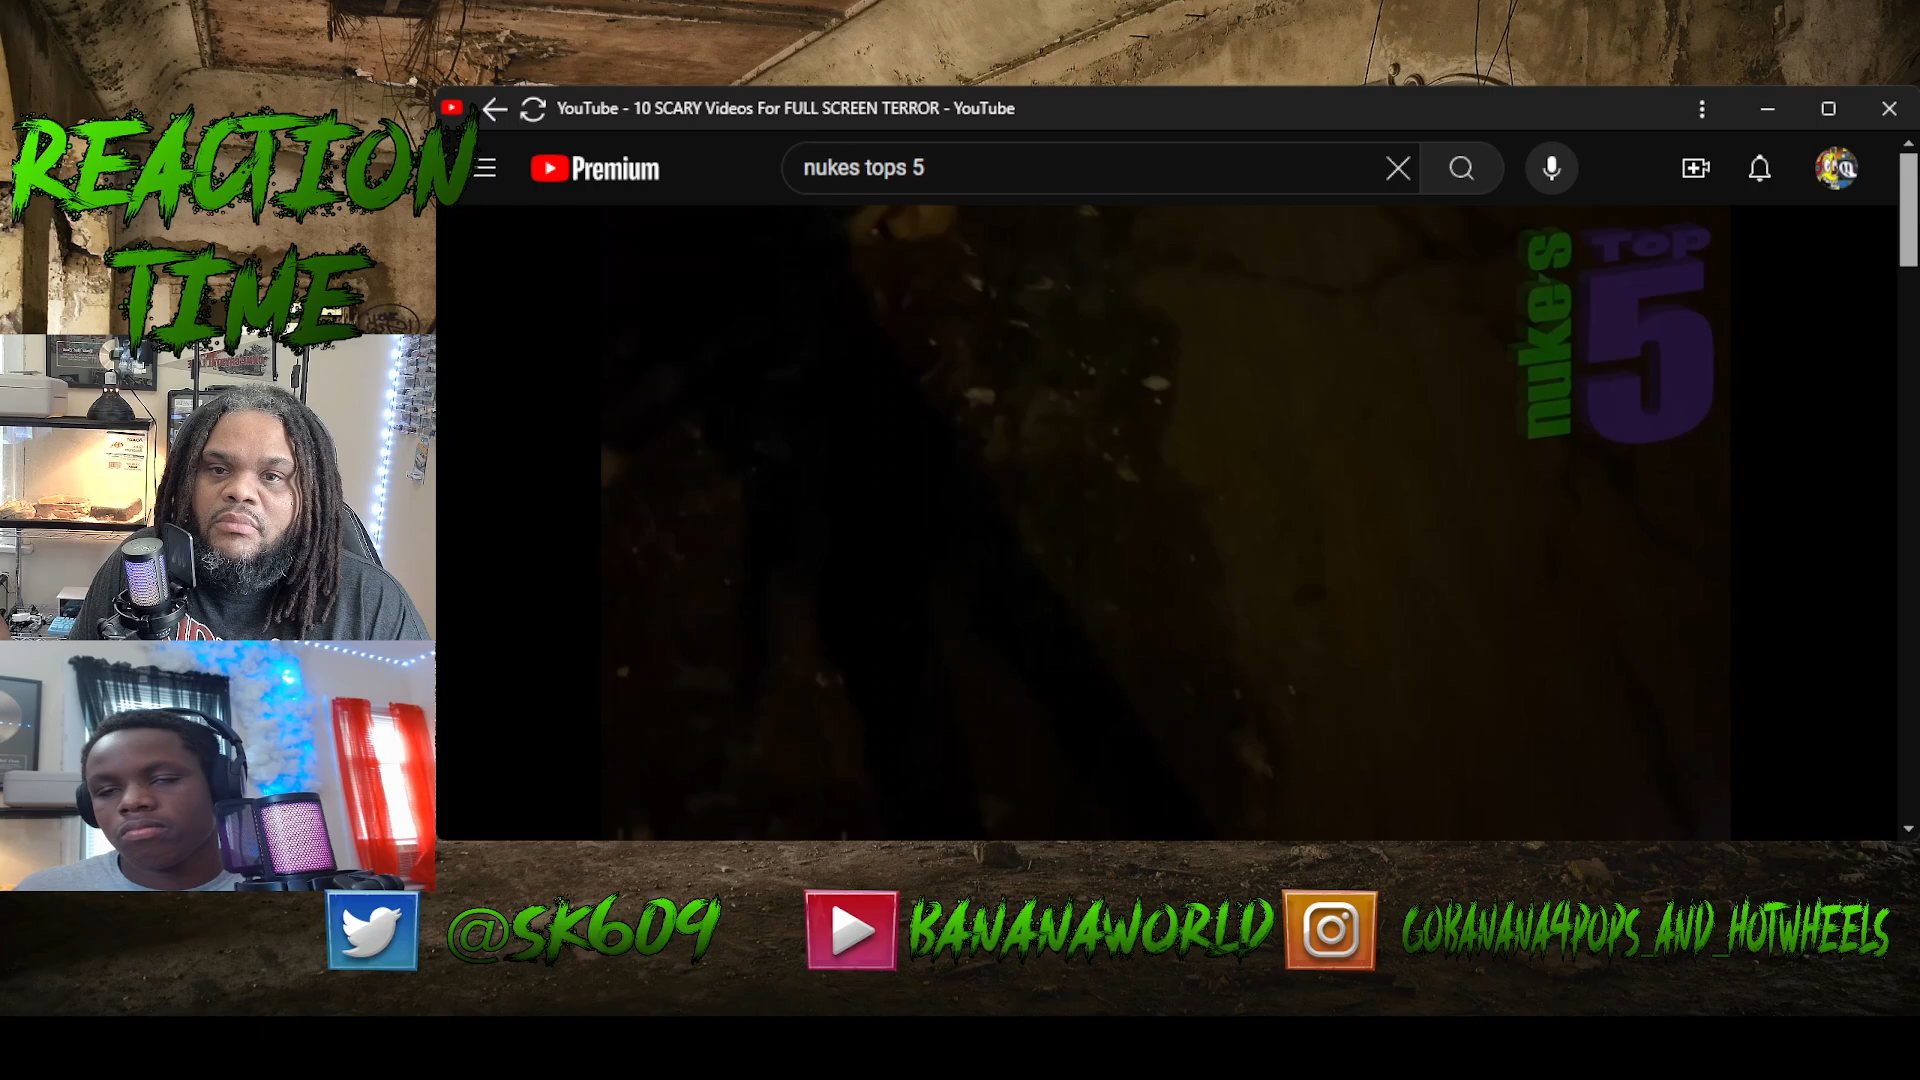 REACTION
TIME
YouTube - 10 SCARY Videos For FULL SCREEN TERROR - YouTube
Premium
nukes tops 5
nuke's
TOP
5
@SK609
BANANAWORLD
GOBANANA4POPS_AND_HOTWHEELS